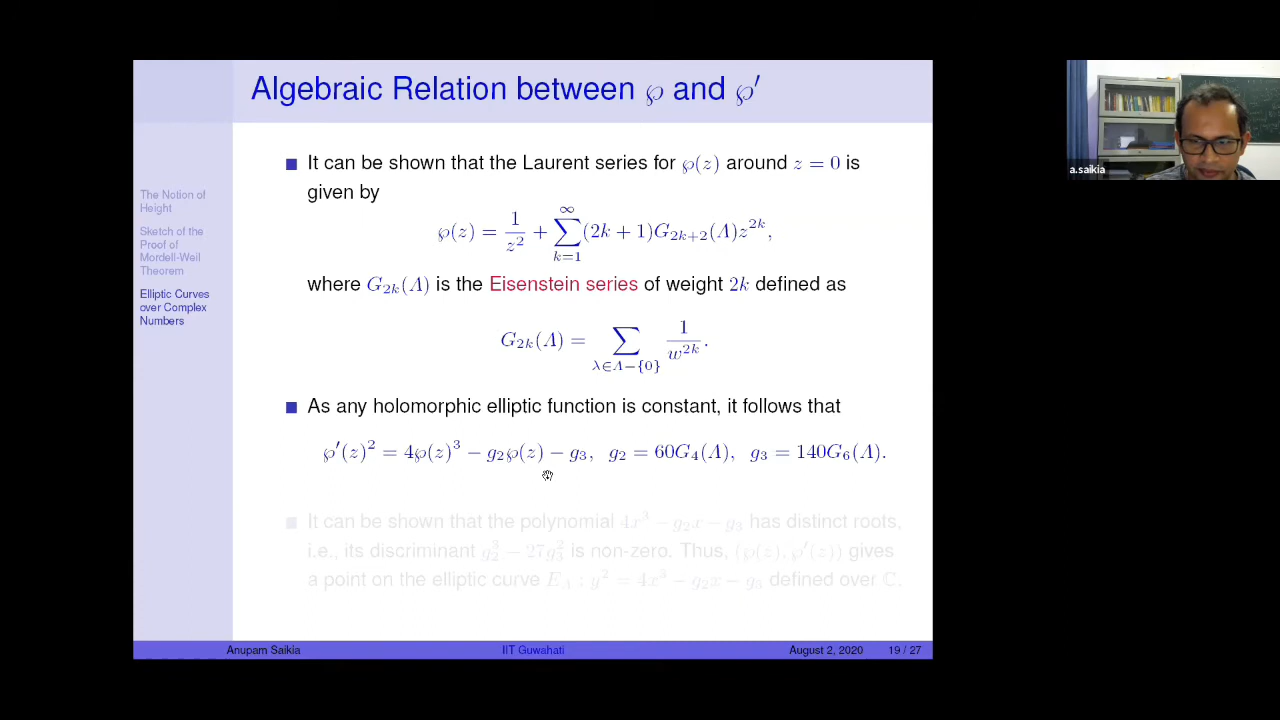 Algebraic Relation between ℘ and ℘′
a.saikia
The Notion of
Height
Sketch of the
Proof of
Mordell-Weil
Theorem
Elliptic Curves
over Complex
Numbers
It can be shown that the Laurent series for ℘(z) around z = 0 is
given by
℘(z) = 1/z² + ∑_{k=1}^{∞} (2k + 1)G_{2k+2}(Λ)z^{2k},
where G_{2k}(Λ) is the Eisenstein series of weight 2k defined as
G_{2k}(Λ) = ∑_{λ∈Λ−{0}} 1/w^{2k}.
As any holomorphic elliptic function is constant, it follows that
℘′(z)² = 4℘(z)³ − g₂℘(z) − g₃, g₂ = 60G₄(Λ), g₃ = 140G₆(Λ).
It can be shown that the polynomial 4x³ − g₂x − g₃ has distinct roots,
i.e., its discriminant g₂³ − 27g₃² is non-zero. Thus, (℘(z), ℘′(z)) gives
a point on the elliptic curve E_Λ : y² = 4x³ − g₂x − g₃ defined over ℂ.
Anupam Saikia IIT Guwahati August 2, 2020 19 / 27